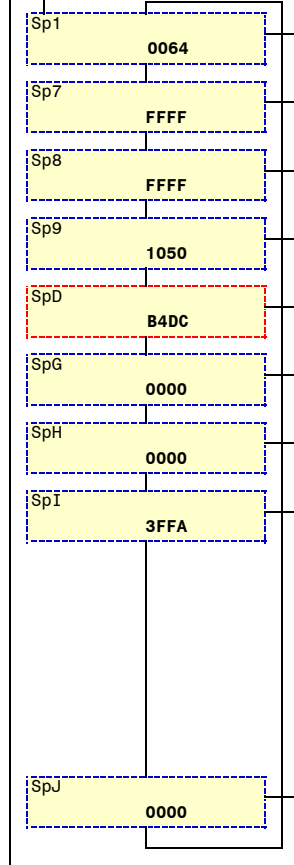 Sp1
0064
Sp7
FFFF
Sp8
FFFF
Sp9
1050
SpD
B4DC
SpG
0000
SpH
0000
SpI
3FFA
SpJ
0000